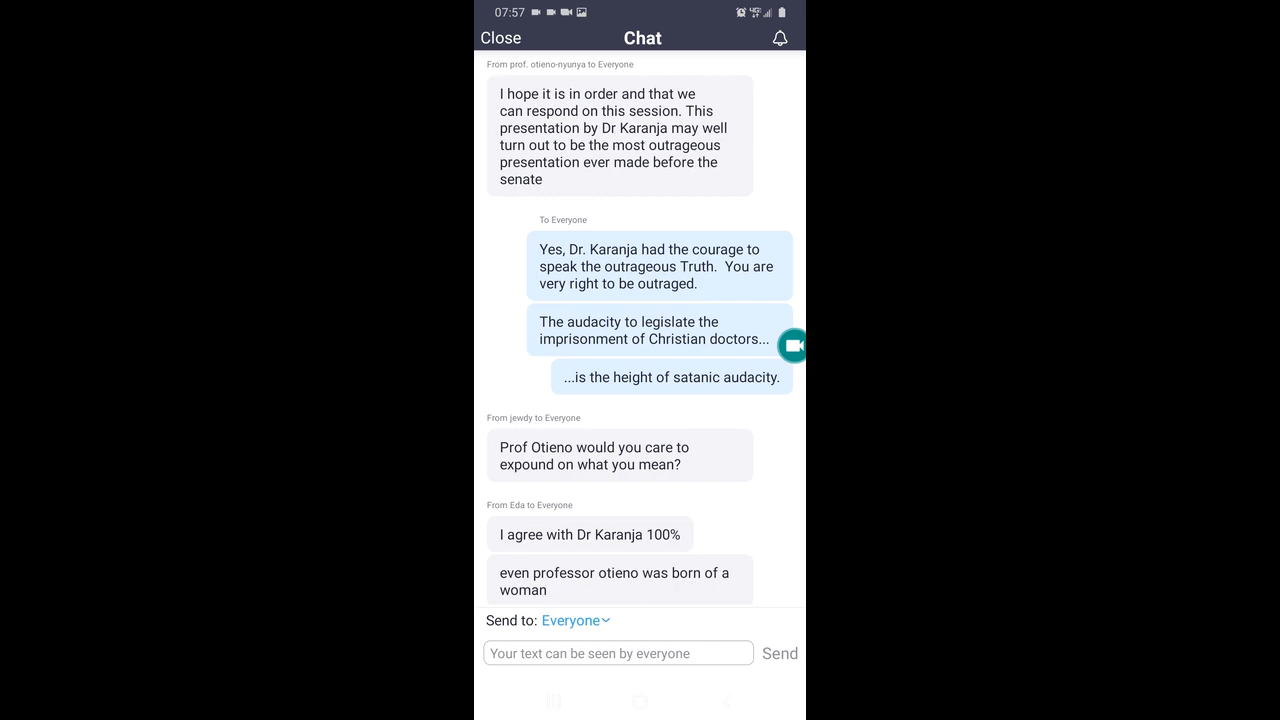 07:57
Close
Chat
From prof. otieno-nyunya to Everyone
I hope it is in order and that we
can respond on this session. This
presentation by Dr Karanja may well
turn out to be the most outrageous
presentation ever made before the
senate
To Everyone
Yes, Dr. Karanja had the courage to
speak the outrageous Truth.  You are
very right to be outraged.
The audacity to legislate the
imprisonment of Christian doctors...
...is the height of satanic audacity.
From jewdy to Everyone
Prof Otieno would you care to
expound on what you mean?
From Eda to Everyone
I agree with Dr Karanja 100%
even professor otieno was born of a
woman
Send to: Everyone
Your text can be seen by everyone
Send